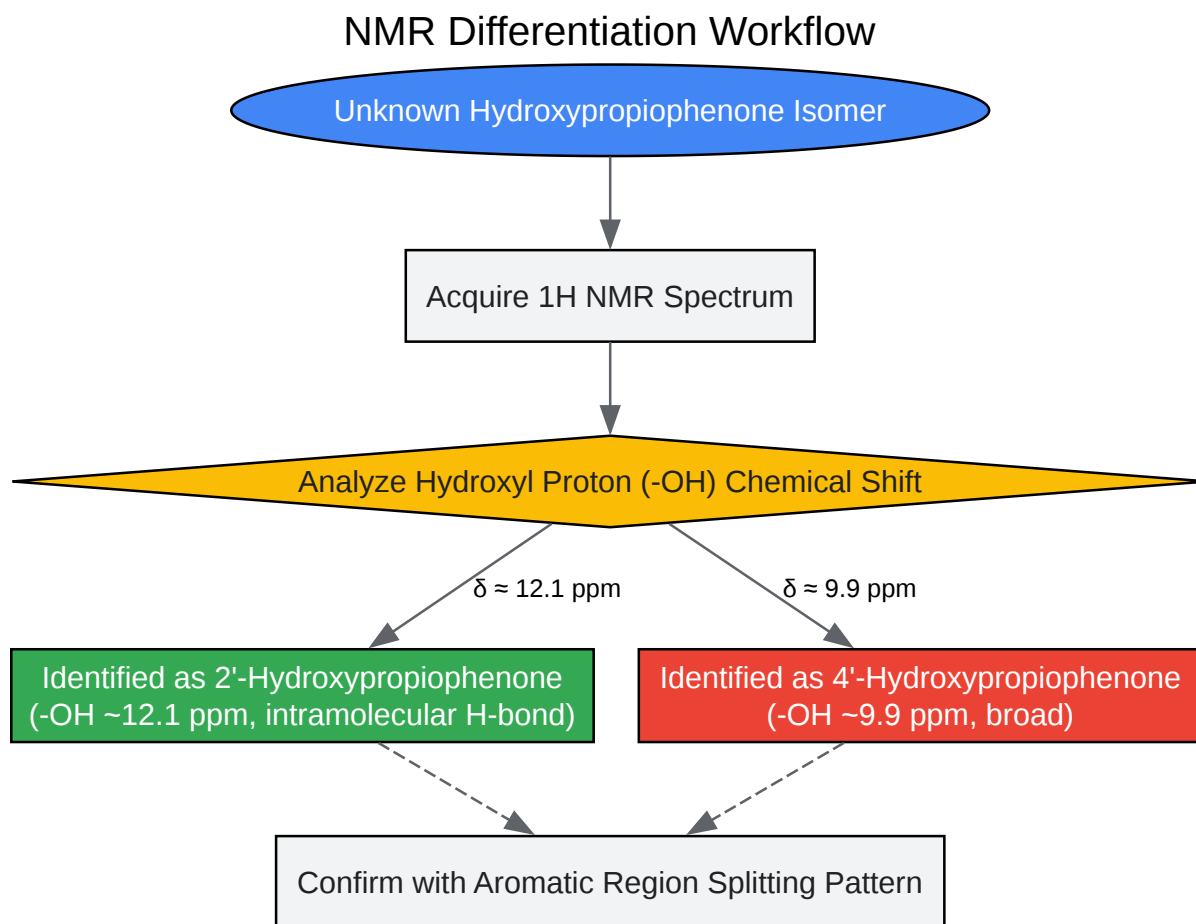 NMR Differentiation Workflow
Unknown Hydroxypropiophenone Isomer
Acquire 1H NMR Spectrum
Analyze Hydroxyl Proton (-OH) Chemical Shift
δ ≈ 12.1 ppm
δ ≈ 9.9 ppm
Identified as 2'-Hydroxypropiophenone
(-OH ~12.1 ppm, intramolecular H-bond)
Identified as 4'-Hydroxypropiophenone
(-OH ~9.9 ppm, broad)
Confirm with Aromatic Region Splitting Pattern